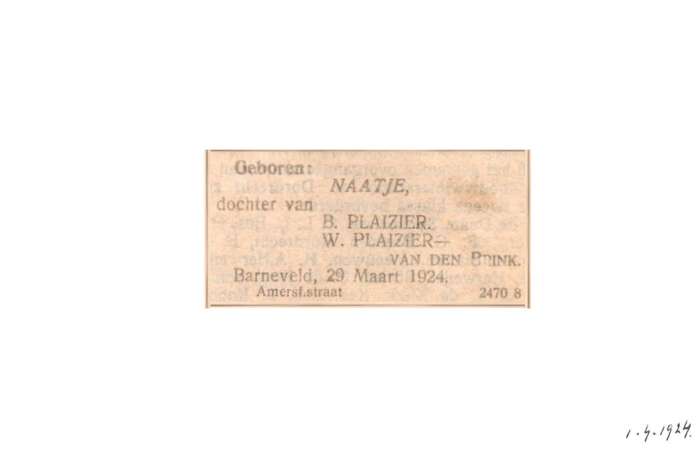 Geboren:
NAATJE,
dochter van
B. PLAIZIER.
W. PLAIZIER—
VAN DEN BRINK.
Barneveld, 29 Maart 1924.
Amersf.straat 2470 8
1.4.1924.